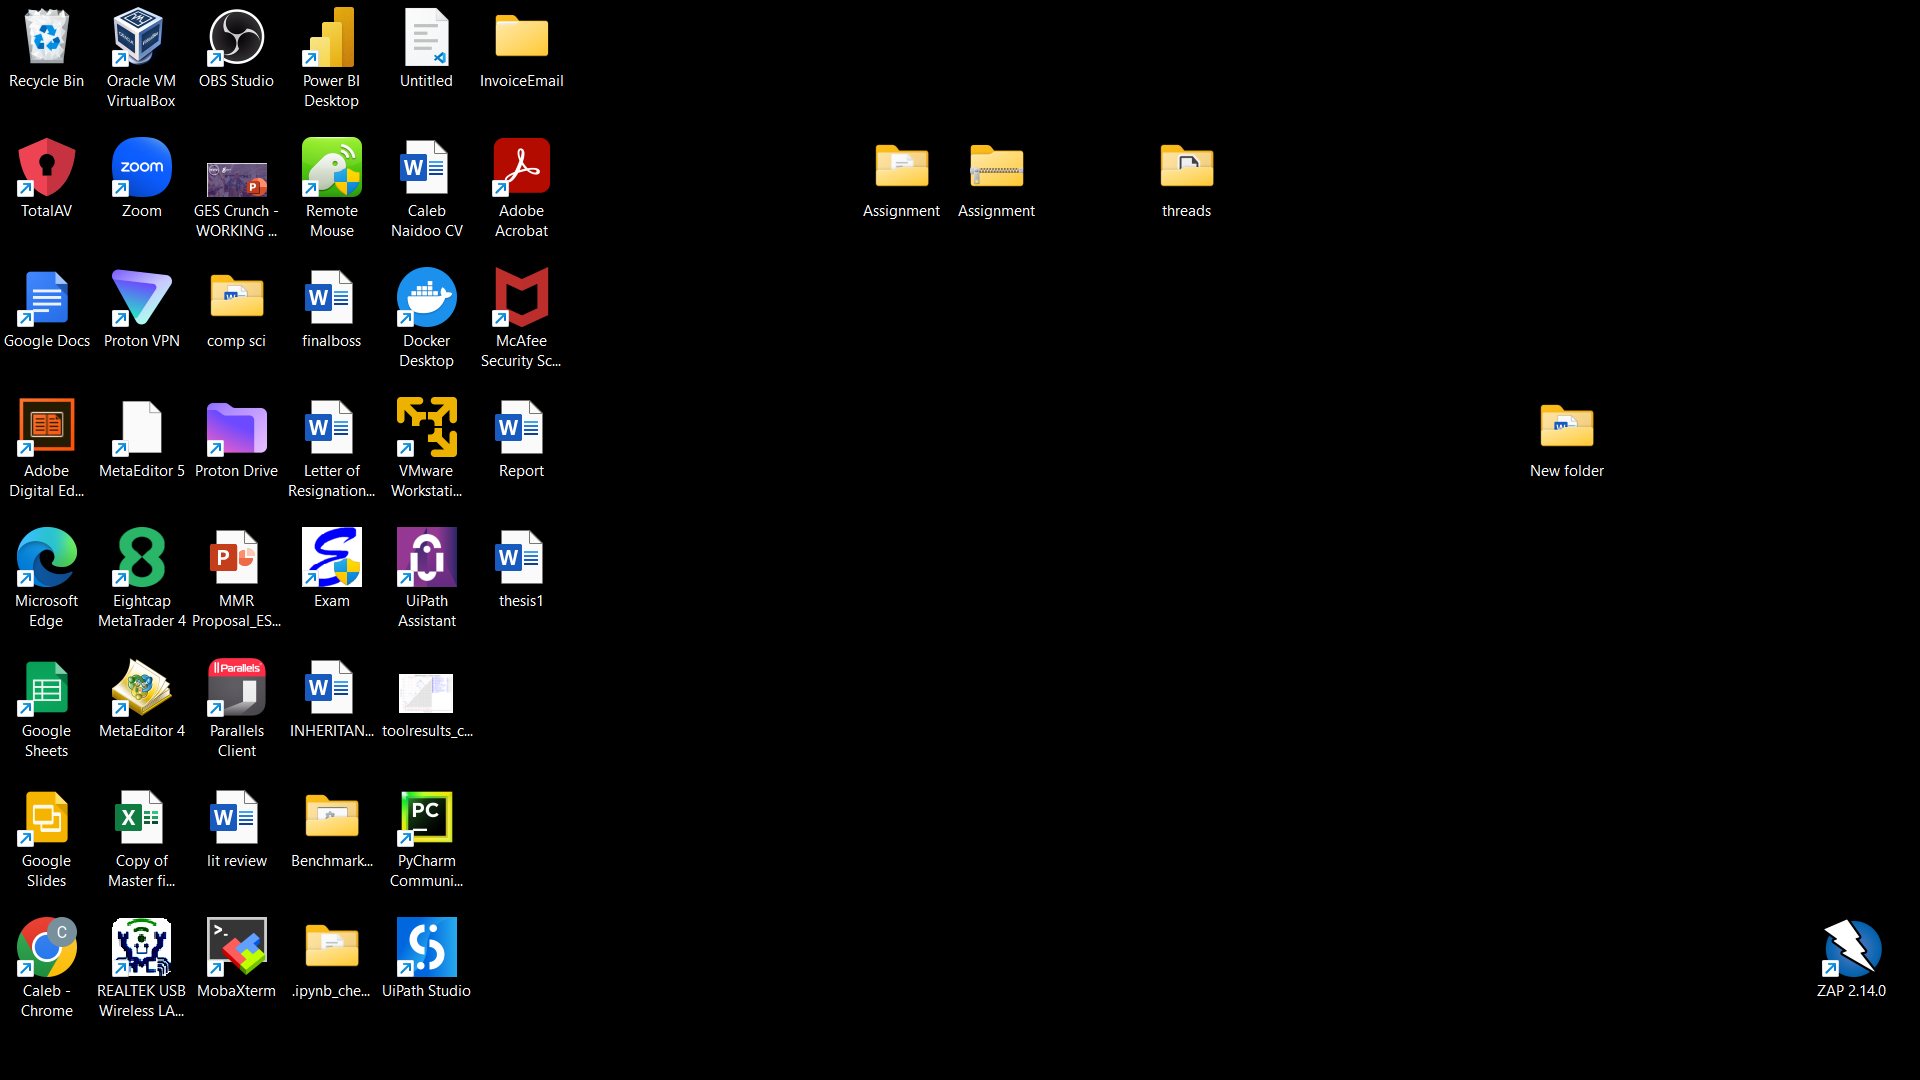 Recycle Bin
Oracle VM
VirtualBox
OBS Studio
Power BI
Desktop
Untitled
InvoiceEmail
TotalAV
zoom
Zoom
GES Crunch -
WORKING ...
Remote
Mouse
Caleb
Naidoo CV
Adobe
Acrobat
Assignment
Assignment
threads
Google Docs
Proton VPN
comp sci
finalboss
Docker
Desktop
McAfee
Security Sc...
Adobe
Digital Ed...
MetaEditor 5
Proton Drive
Letter of
Resignation...
VMware
Workstati...
Report
New folder
Microsoft
Edge
Eightcap
MetaTrader 4
MMR
Proposal_ES...
Exam
UiPath
Assistant
thesis1
Google
Sheets
MetaEditor 4
Parallels
Parallels
Client
INHERITAN...
toolresults_c...
Google
Slides
Copy of
Master fi...
lit review
Benchmark...
PC
PyCharm
Communi...
C
Caleb -
Chrome
REALTEK USB
Wireless LA...
MobaXterm
.ipynb_che...
UiPath Studio
ZAP 2.14.0